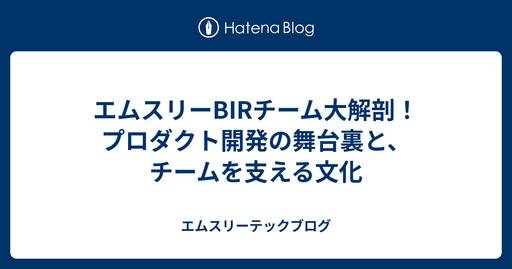 Hatena Blog
エムスリーBIRチーム大解剖！
プロダクト開発の舞台裏と、
チームを支える文化
エムスリーテックブログ